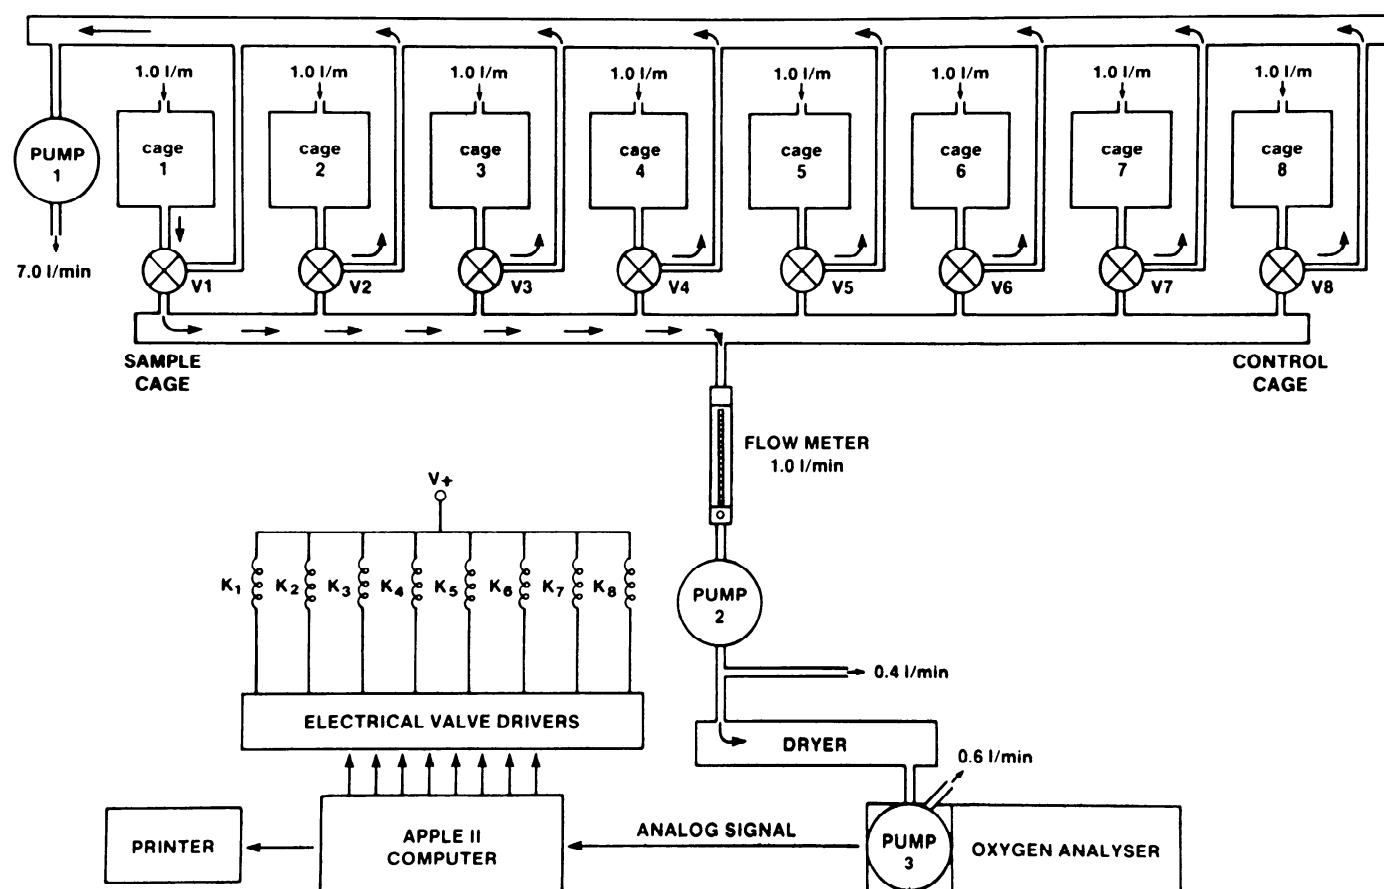 1.0 l/m
1.0 l/m
1.0 l/m
1.0 l/m
1.0 l/m
1.0 l/m
1.0 l/m
1.0 l/m
PUMP
1
cage
1
cage
2
cage
3
cage
4
cage
5
cage
6
cage
7
cage
8
7.0 l/min
V1
V2
V3
V4
V5
V6
V7
V8
SAMPLE
CAGE
CONTROL
CAGE
FLOW METER
1.0 l/min
V+
K1
K2
K3
K4
K5
K6
K7
K8
PUMP
2
0.4 l/min
ELECTRICAL VALVE DRIVERS
DRYER
0.6 l/min
PRINTER
APPLE II
COMPUTER
ANALOG SIGNAL
PUMP
3
OXYGEN ANALYSER